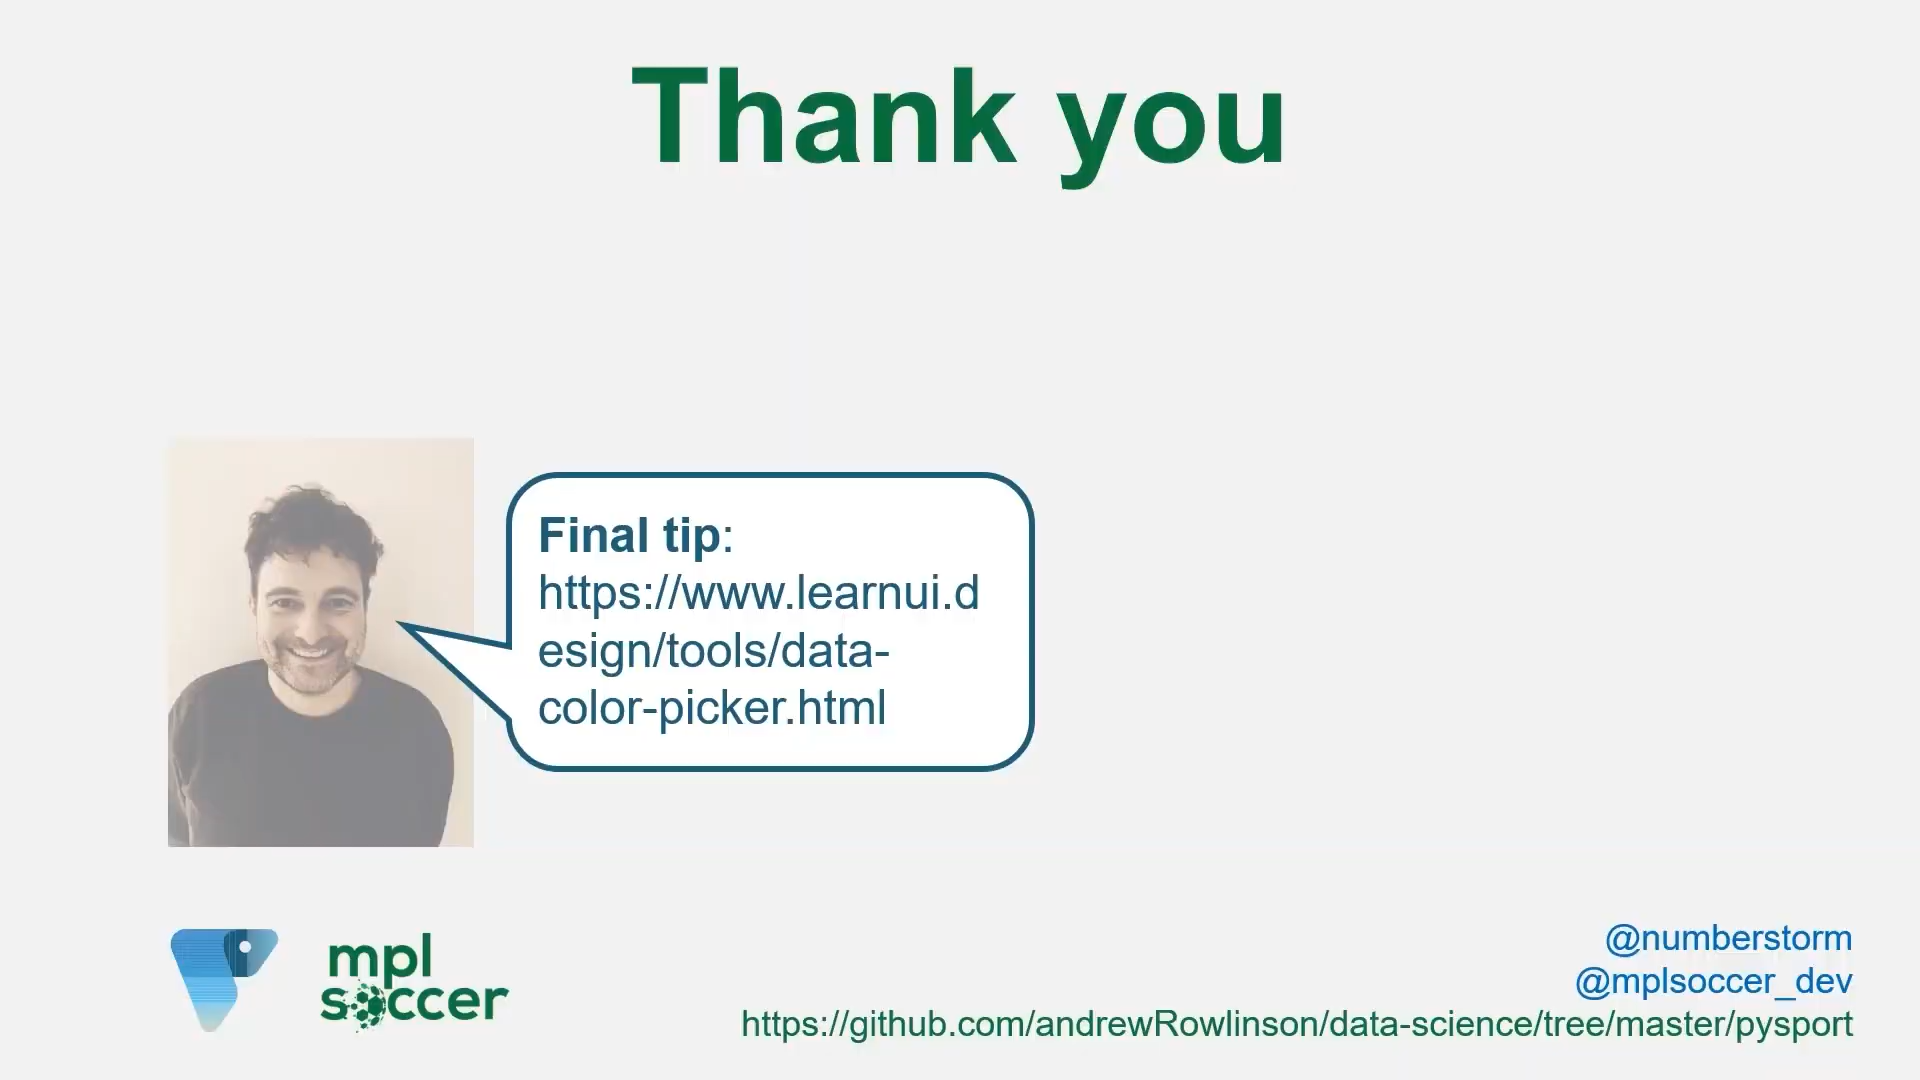 Thank you
Final tip:
https://www.learnui.d
esign/tools/data-
color-picker.html
mpl
soccer
@numberstorm
@mplsoccer_dev
https://github.com/andrewRowlinson/data-science/tree/master/pysport